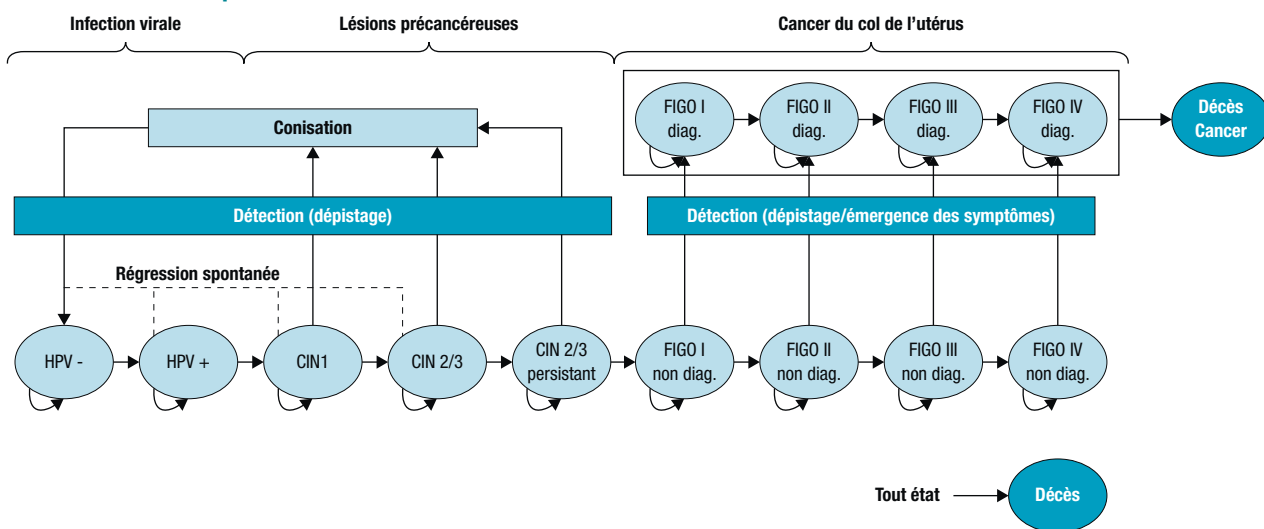 Infection virale
Lésions précancéreuses
Cancer du col de l'utérus
Conisation
FIGO I
diag.
FIGO II
diag.
FIGO III
diag.
FIGO IV
diag.
Décès
Cancer
Détection (dépistage)
Détection (dépistage/émergence des symptômes)
Régression spontanée
HPV -
HPV +
CIN1
CIN 2/3
CIN 2/3
persistant
FIGO I
non diag.
FIGO II
non diag.
FIGO III
non diag.
FIGO IV
non diag.
Tout état
Décès